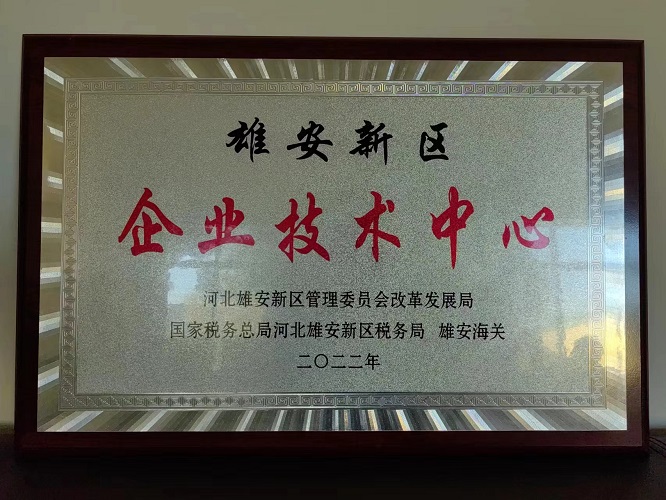 雄安新区
企业技术中心
河北雄安新区管理委员会改革发展局
国家税务总局河北雄安新区税务局 雄安海关
二〇二二年